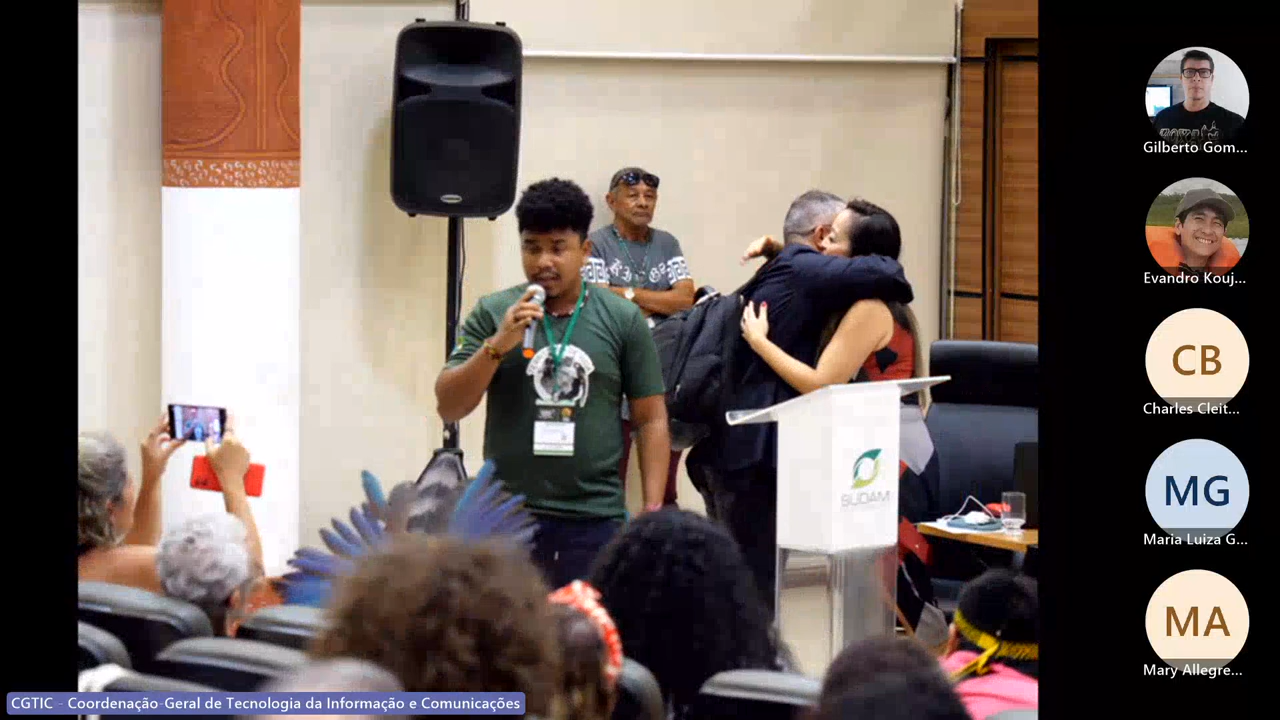 Gilberto Gom...
Evandro Kouj...
CB
Charles Cleit...
MG
Maria Luiza G...
MA
Mary Allegre...
SUDAM
CGTIC - Coordenação-Geral de Tecnologia da Informação e Comunicações